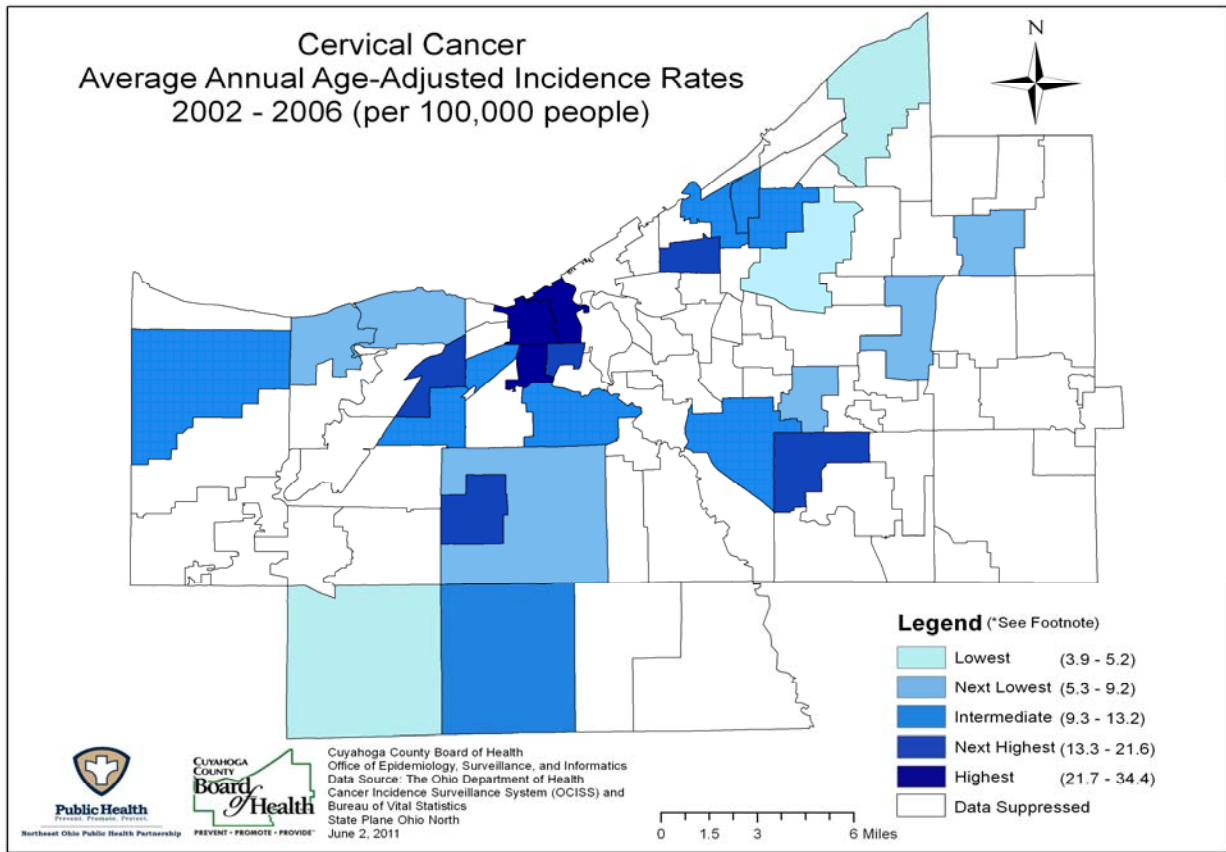 Cervical Cancer
Average Annual Age-Adjusted Incidence Rates
2002 - 2006 (per 100,000 people)
N
Legend (*See Footnote)
Lowest (3.9 - 5.2)
Next Lowest (5.3 - 9.2)
Intermediate (9.3 - 13.2)
Next Highest (13.3 - 21.6)
Highest (21.7 - 34.4)
Data Suppressed
Public Health
Prevent. Promote. Protect.
Northeast Ohio Public Health Partnership
CUYAHOGA
COUNTY
Board
of Health
PREVENT • PROMOTE • PROVIDE
Cuyahoga County Board of Health
Office of Epidemiology, Surveillance, and Informatics
Data Source: The Ohio Department of Health
Cancer Incidence Surveillance System (OCISS) and
Bureau of Vital Statistics
State Plane Ohio North
June 2, 2011
0 1.5 3 6 Miles